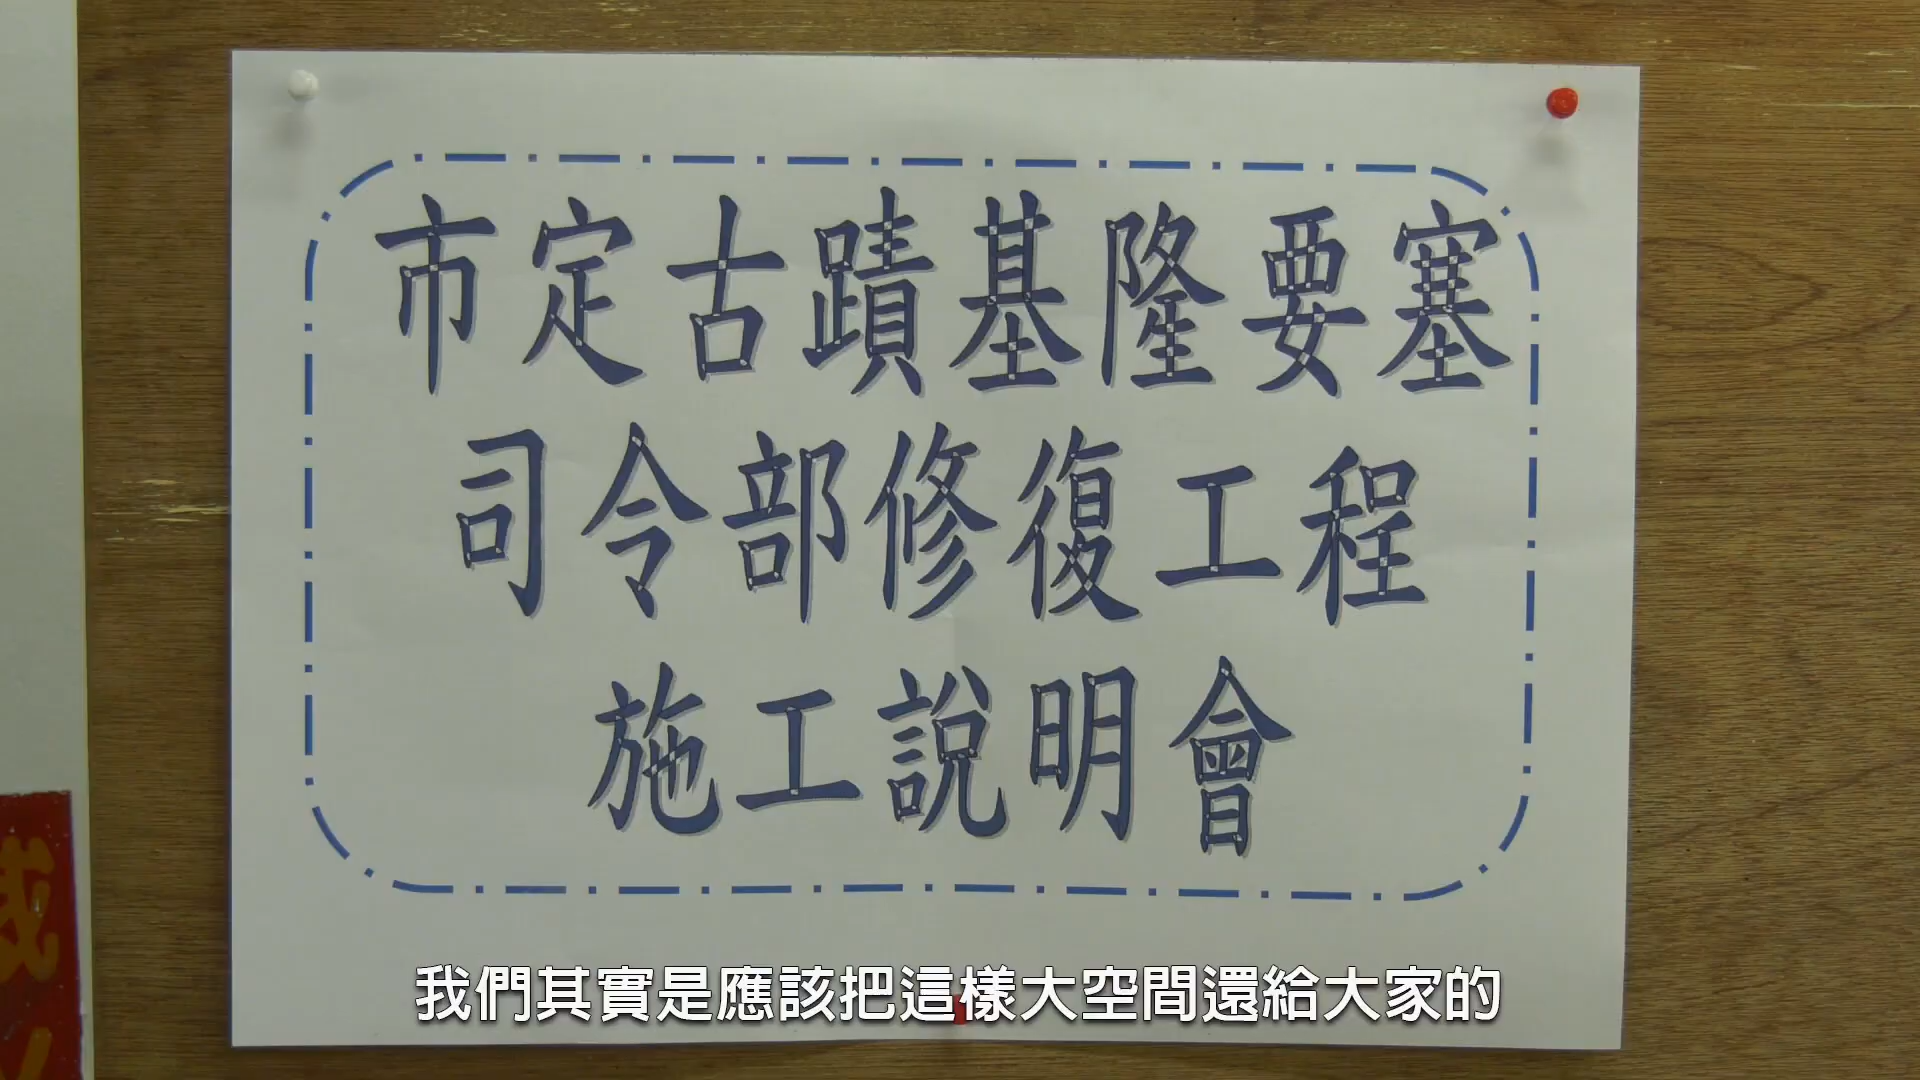 市定古蹟基隆要塞
司令部修復工程
施工說明會
我們其實是應該把這樣大空間還給大家的